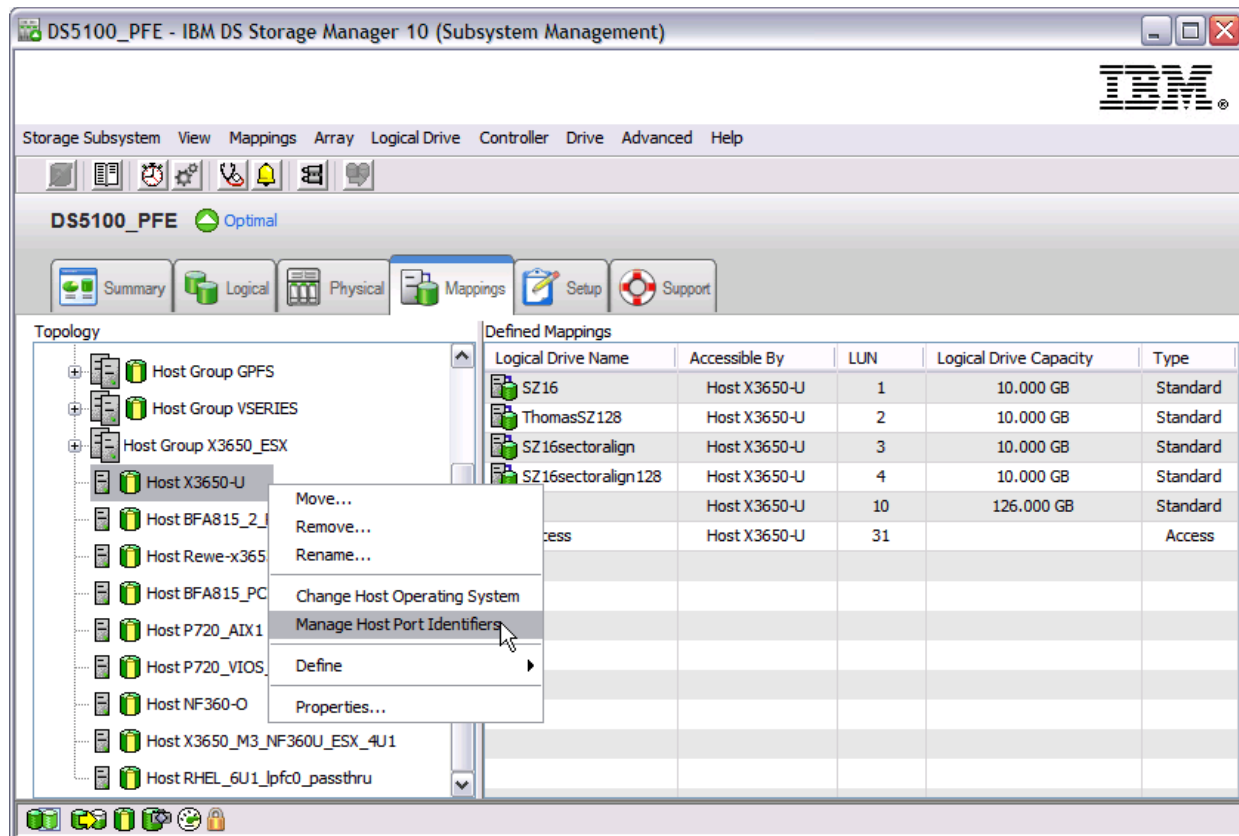 DS5100_PFE - IBM DS Storage Manager 10 (Subsystem Management)
IBM®
Storage Subsystem View Mappings Array Logical Drive Controller Drive Advanced Help
DS5100_PFE Optimal
Summary Logical Physical Mappings Setup Support
Topology
Host Group GPFS
Host Group VSERIES
Host Group X3650_ESX
Host X3650-U
Host BFA815_2_
Host Rewe-x365
Host BFA815_PC
Host P720_AIX1
Host P720_VIOS_
Host NF360-O
Host X3650_M3_NF360U_ESX_4U1
Host RHEL_6U1_lpfc0_passthru
Move...
Remove...
Rename...
Change Host Operating System
Manage Host Port Identifiers
Define
Properties...
Defined Mappings
Logical Drive Name Accessible By LUN Logical Drive Capacity Type
SZ16 Host X3650-U 1 10.000 GB Standard
ThomasSZ128 Host X3650-U 2 10.000 GB Standard
SZ16sectoralign Host X3650-U 3 10.000 GB Standard
SZ16sectoralign128 Host X3650-U 4 10.000 GB Standard
Host X3650-U 10 126.000 GB Standard
cess Host X3650-U 31 Access